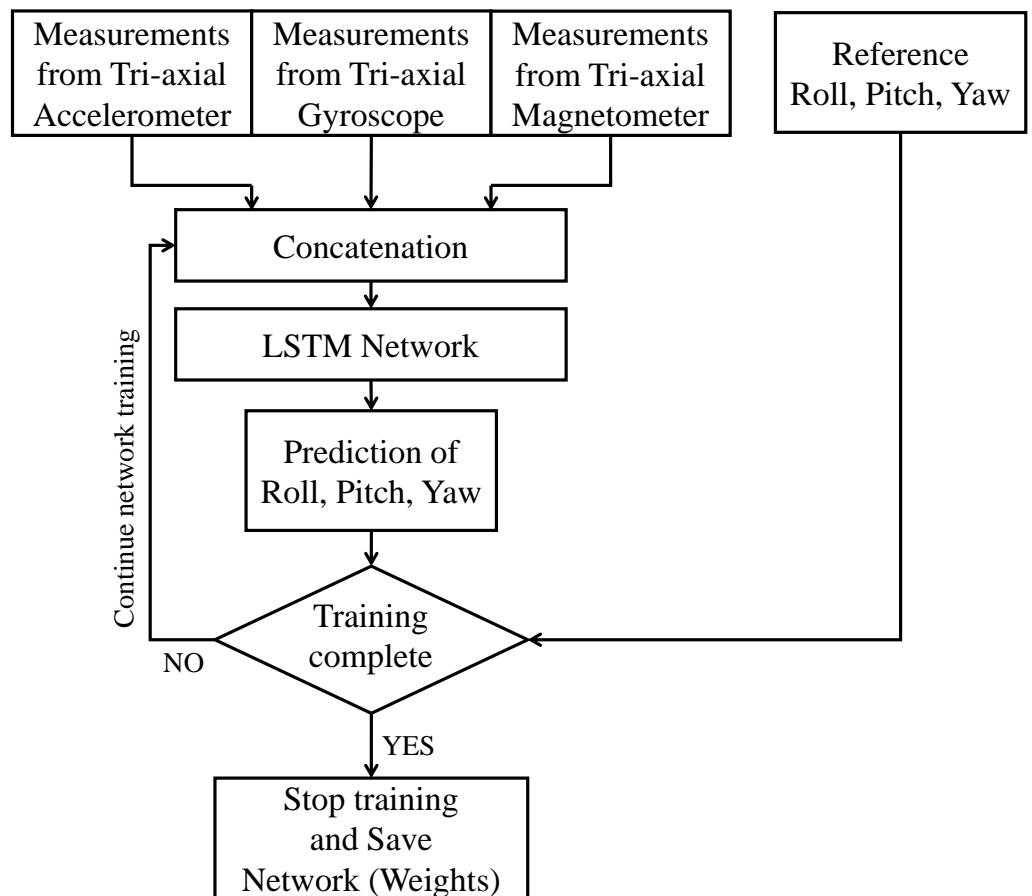 Measurements
from Tri-axial
Accelerometer
Measurements
from Tri-axial
Gyroscope
Measurements
from Tri-axial
Magnetometer
Reference
Roll, Pitch, Yaw
Concatenation
LSTM Network
Continue network training
Prediction of
Roll, Pitch, Yaw
Training
complete
NO
YES
Stop training
and Save
Network (Weights)